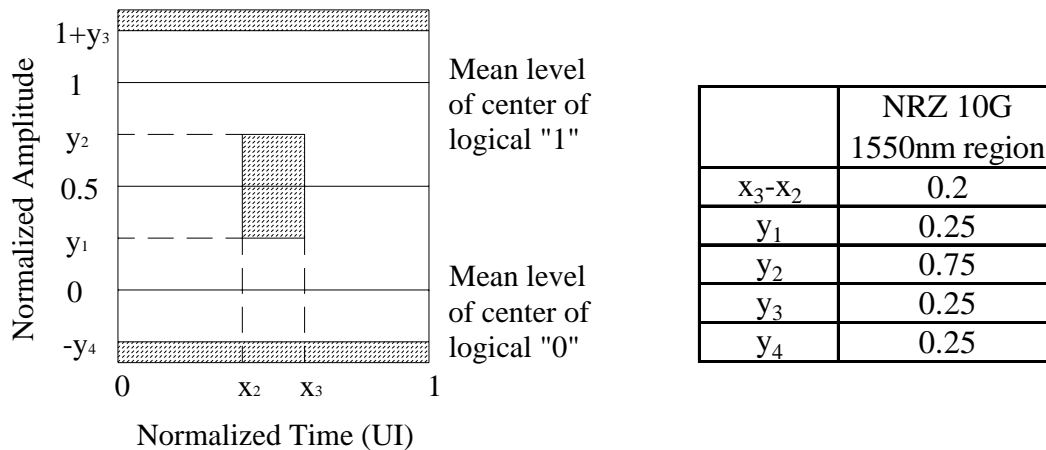 Normalized Amplitude
1+y₃
1
y₂
0.5
y₁
0
-y₄
0
x₂
x₃
1
Normalized Time (UI)
Mean level
of center of
logical "1"
Mean level
of center of
logical "0"
NRZ 10G
1550nm region
x₃-x₂ 0.2
y₁ 0.25
y₂ 0.75
y₃ 0.25
y₄ 0.25